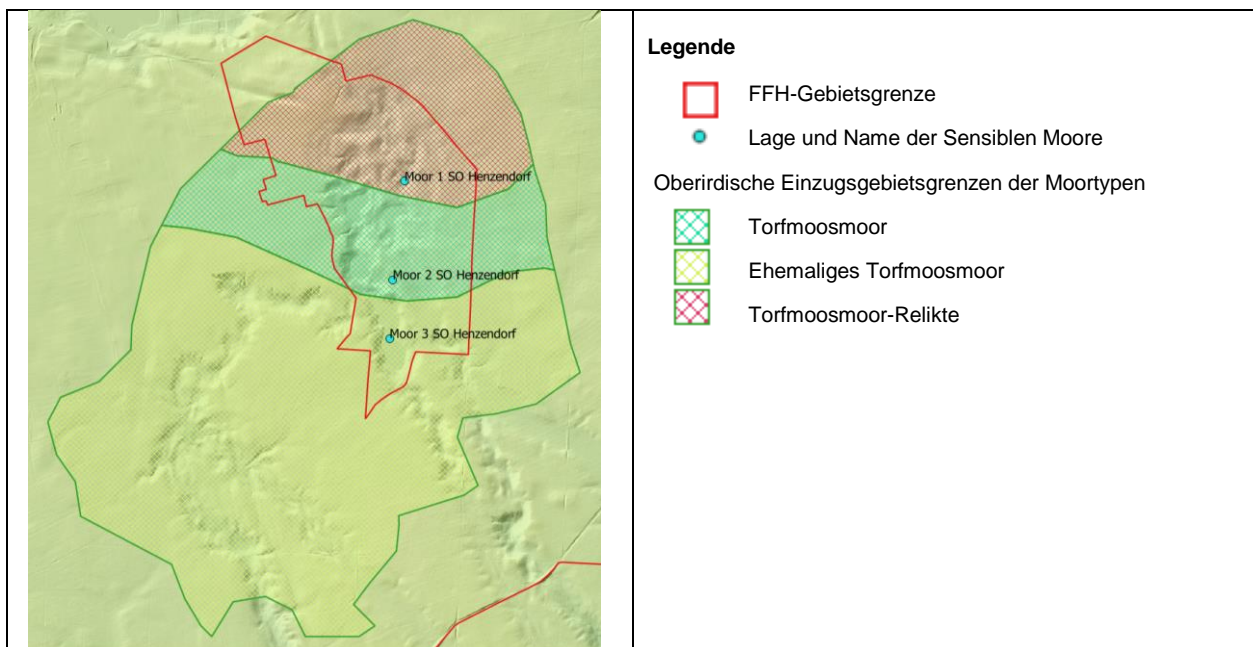 Moor 1 SO Henzendorf
Moor 2 SO Henzendorf
Moor 3 SO Henzendorf
Legende
FFH-Gebietsgrenze
Lage und Name der Sensiblen Moore
Oberirdische Einzugsgebietsgrenzen der Moortypen
Torfmoosmoor
Ehemaliges Torfmoosmoor
Torfmoosmoor-Relikte